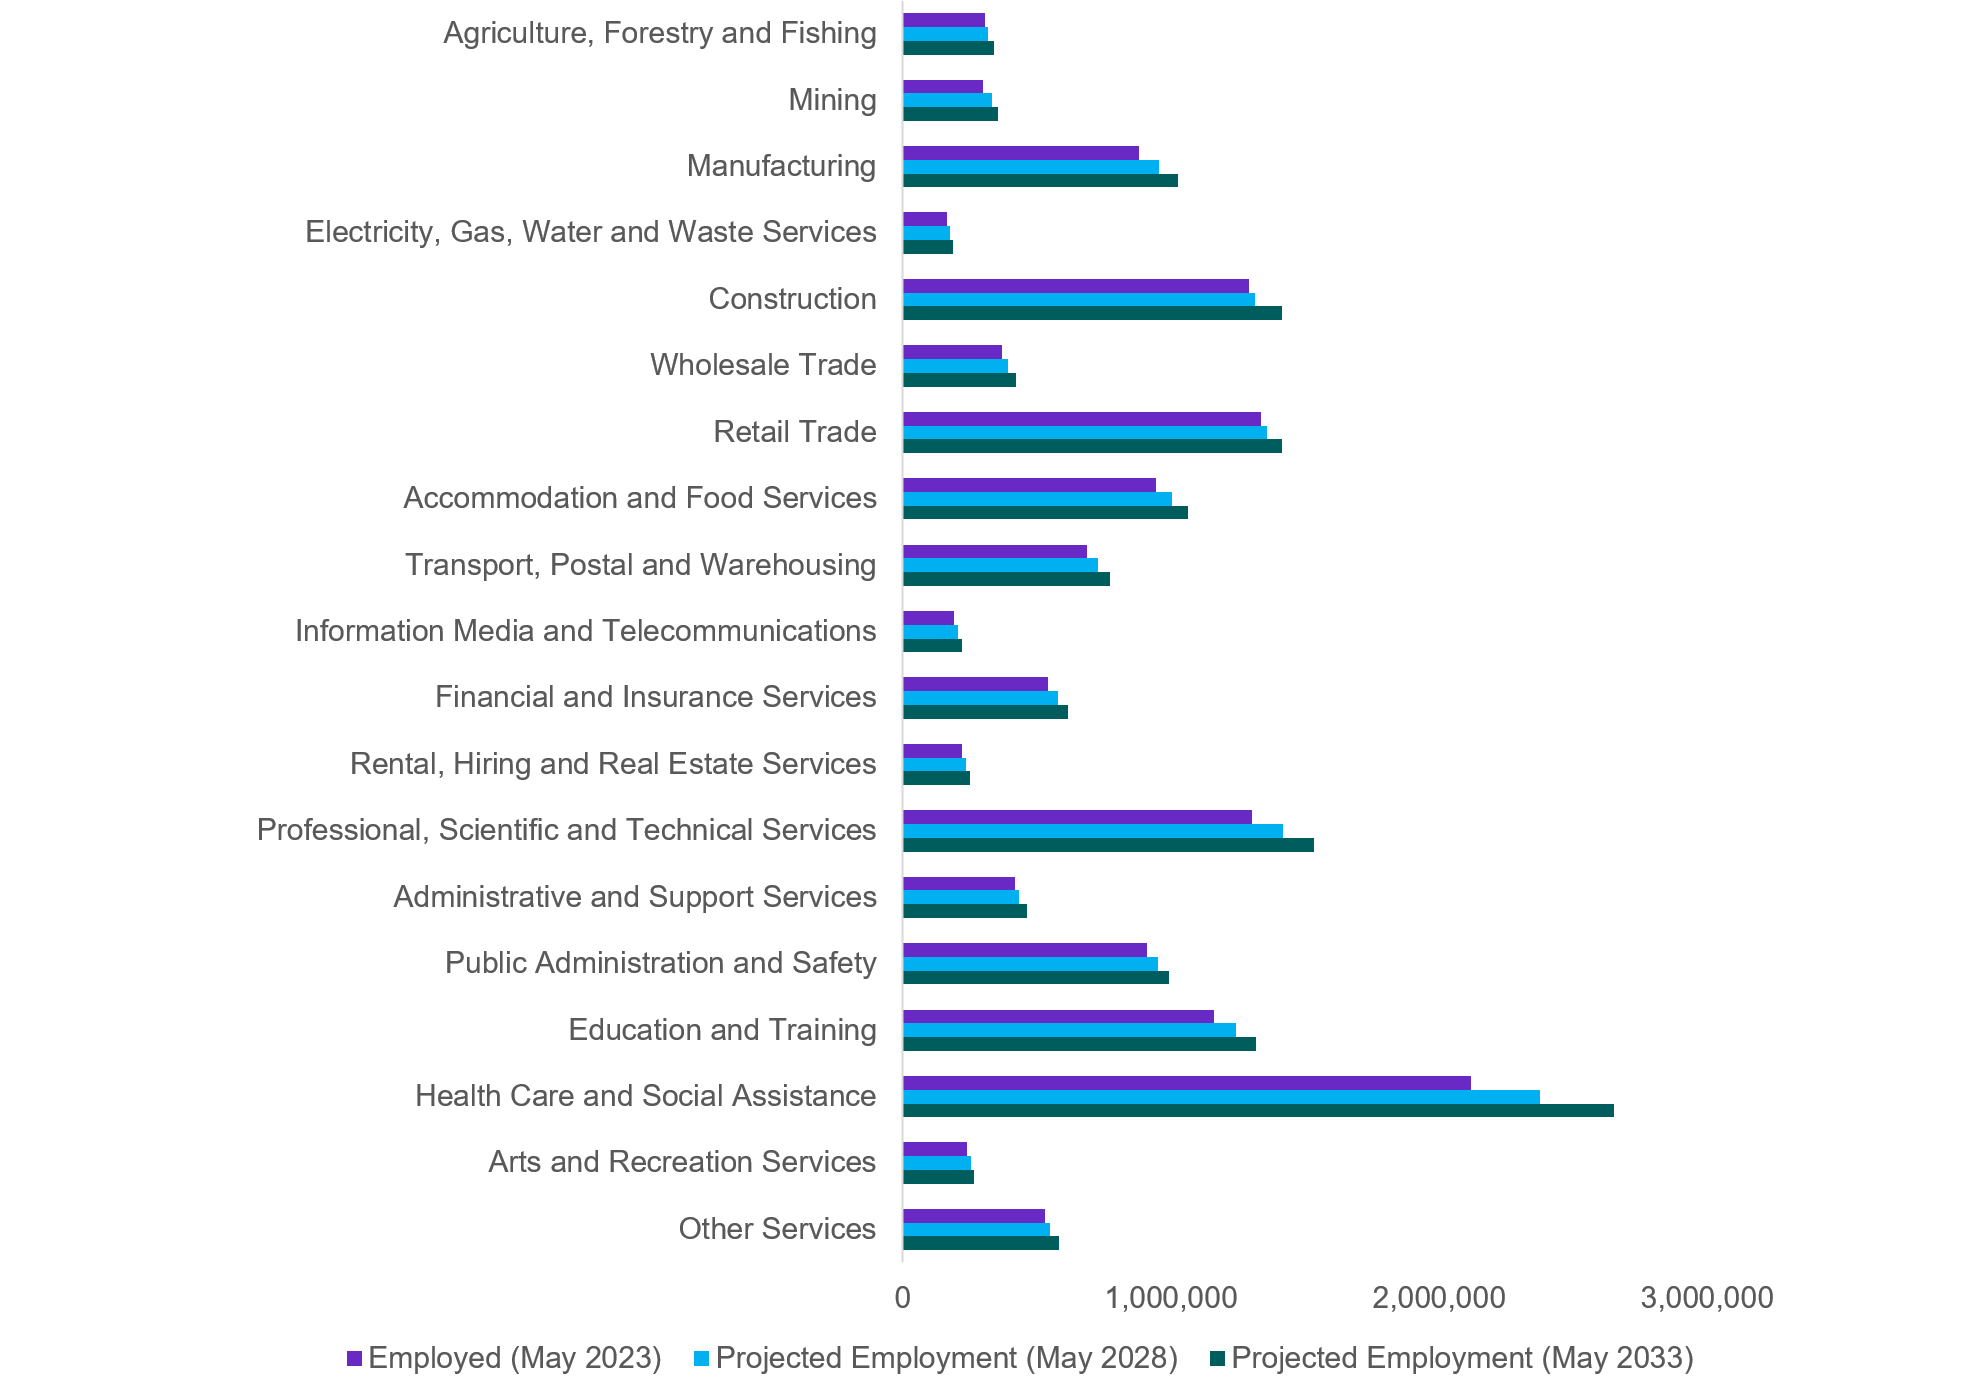 Agriculture, Forestry and Fishing
Mining
Manufacturing
Electricity, Gas, Water and Waste Services
Construction
Wholesale Trade
Retail Trade
Accommodation and Food Services
Transport, Postal and Warehousing
Information Media and Telecommunications
Financial and Insurance Services
Rental, Hiring and Real Estate Services
Professional, Scientific and Technical Services
Administrative and Support Services
Public Administration and Safety
Education and Training
Health Care and Social Assistance
Arts and Recreation Services
Other Services
0 1,000,000 2,000,000 3,000,000
Employed (May 2023) Projected Employment (May 2028) Projected Employment (May 2033)